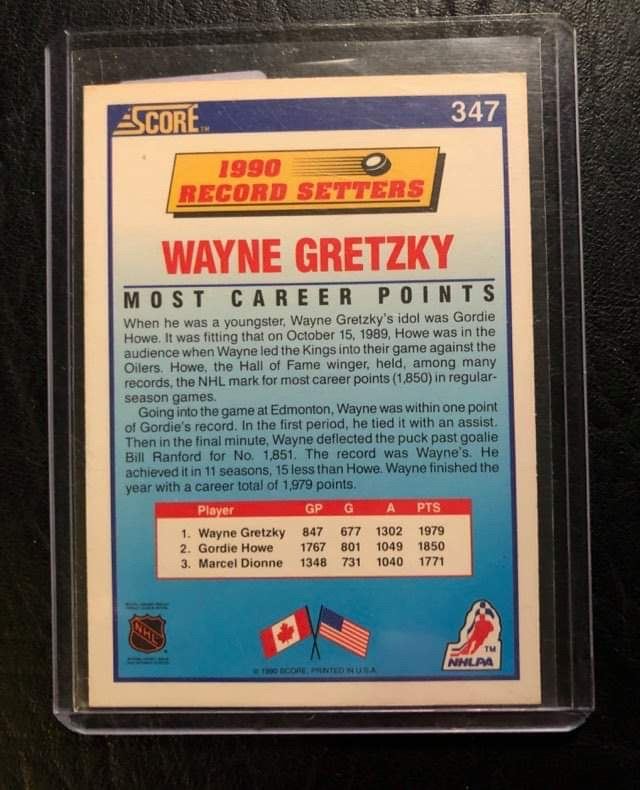 SCORE TM
347
1990
RECORD SETTERS
WAYNE GRETZKY
MOST CAREER POINTS
When he was a youngster, Wayne Gretzky's idol was Gordie
Howe. It was fitting that on October 15, 1989, Howe was in the
audience when Wayne led the Kings into their game against the
Oilers. Howe, the Hall of Fame winger, held, among many
records, the NHL mark for most career points (1,850) in regular-
season games.
Going into the game at Edmonton, Wayne was within one point
of Gordie's record. In the first period, he tied it with an assist.
Then in the final minute, Wayne deflected the puck past goalie
Bill Ranford for No. 1,851. The record was Wayne's. He
achieved it in 11 seasons, 15 less than Howe. Wayne finished the
year with a career total of 1,979 points.
Player GP G A PTS
1. Wayne Gretzky 847 677 1302 1979
2. Gordie Howe 1767 801 1049 1850
3. Marcel Dionne 1348 731 1040 1771
NHL
TM
NHLPA
© 1990 SCORE, PRINTED IN U.S.A.